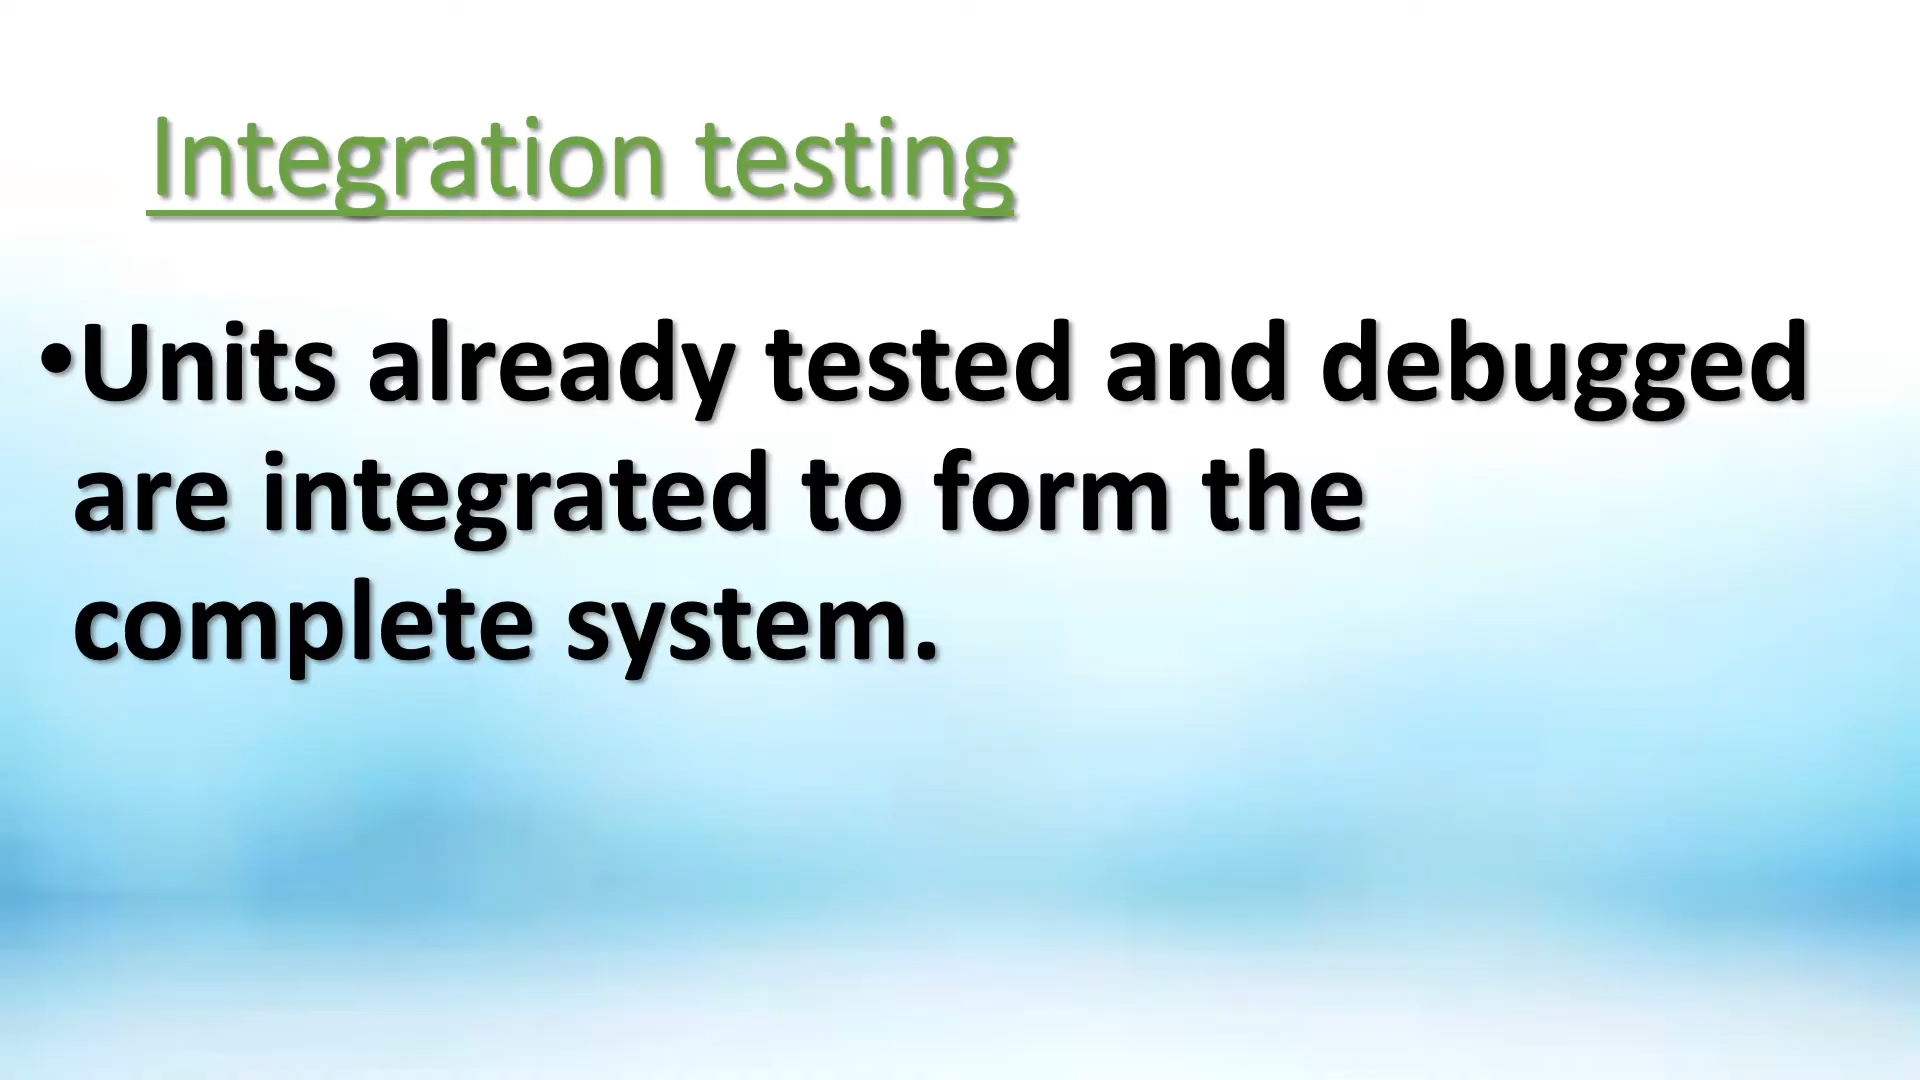 Integration testing
•Units already tested and debugged
are integrated to form the
complete system.